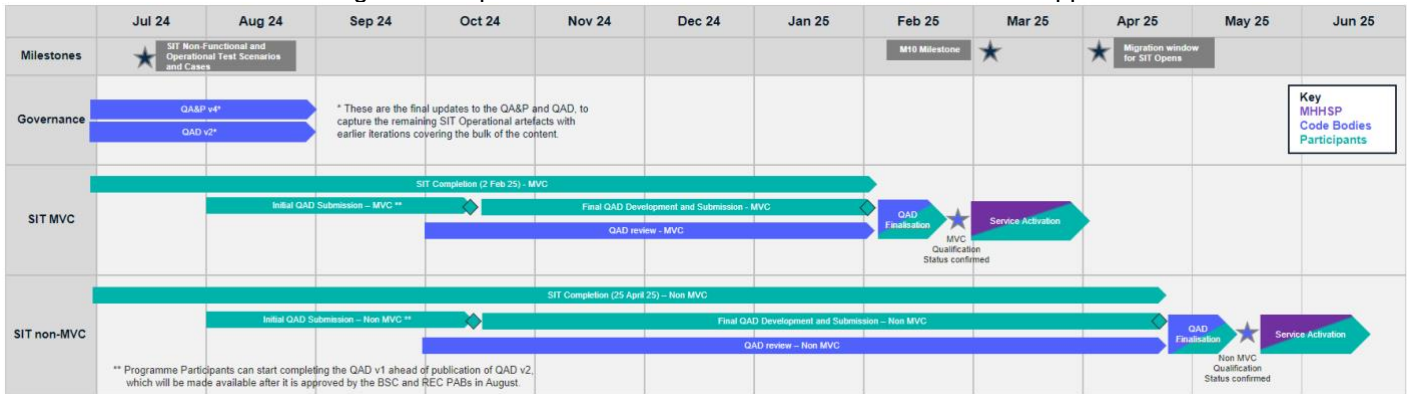 Jul 24 Aug 24 Sep 24 Oct 24 Nov 24 Dec 24 Jan 25 Feb 25 Mar 25 Apr 25 May 25 Jun 25
Milestones
SIT Non-Functional and
Operational Test Scenarios
and Cases
M10 Milestone
Migration window
for SIT Opens
Governance
QA&P v4*
QAD v2*
* These are the final updates to the QA&P and QAD, to
capture the remaining SIT Operational artefacts with
earlier iterations covering the bulk of the content.
Key
MHHSP
Code Bodies
Participants
SIT MVC
SIT Completion (2 Feb 25) - MVC
Initial QAD Submission – MVC **
Final QAD Development and Submission - MVC
QAD review - MVC
QAD
Finalisation
MVC
Qualification
Status confirmed
Service Activation
SIT non-MVC
SIT Completion (25 April 25) – Non MVC
Initial QAD Submission – Non MVC **
Final QAD Development and Submission – Non MVC
QAD review – Non MVC
QAD
Finalisation
Non MVC
Qualification
Status confirmed
Service Activation
** Programme Participants can start completing the QAD v1 ahead of publication of QAD v2,
which will be made available after it is approved by the BSC and REC PABs in August.